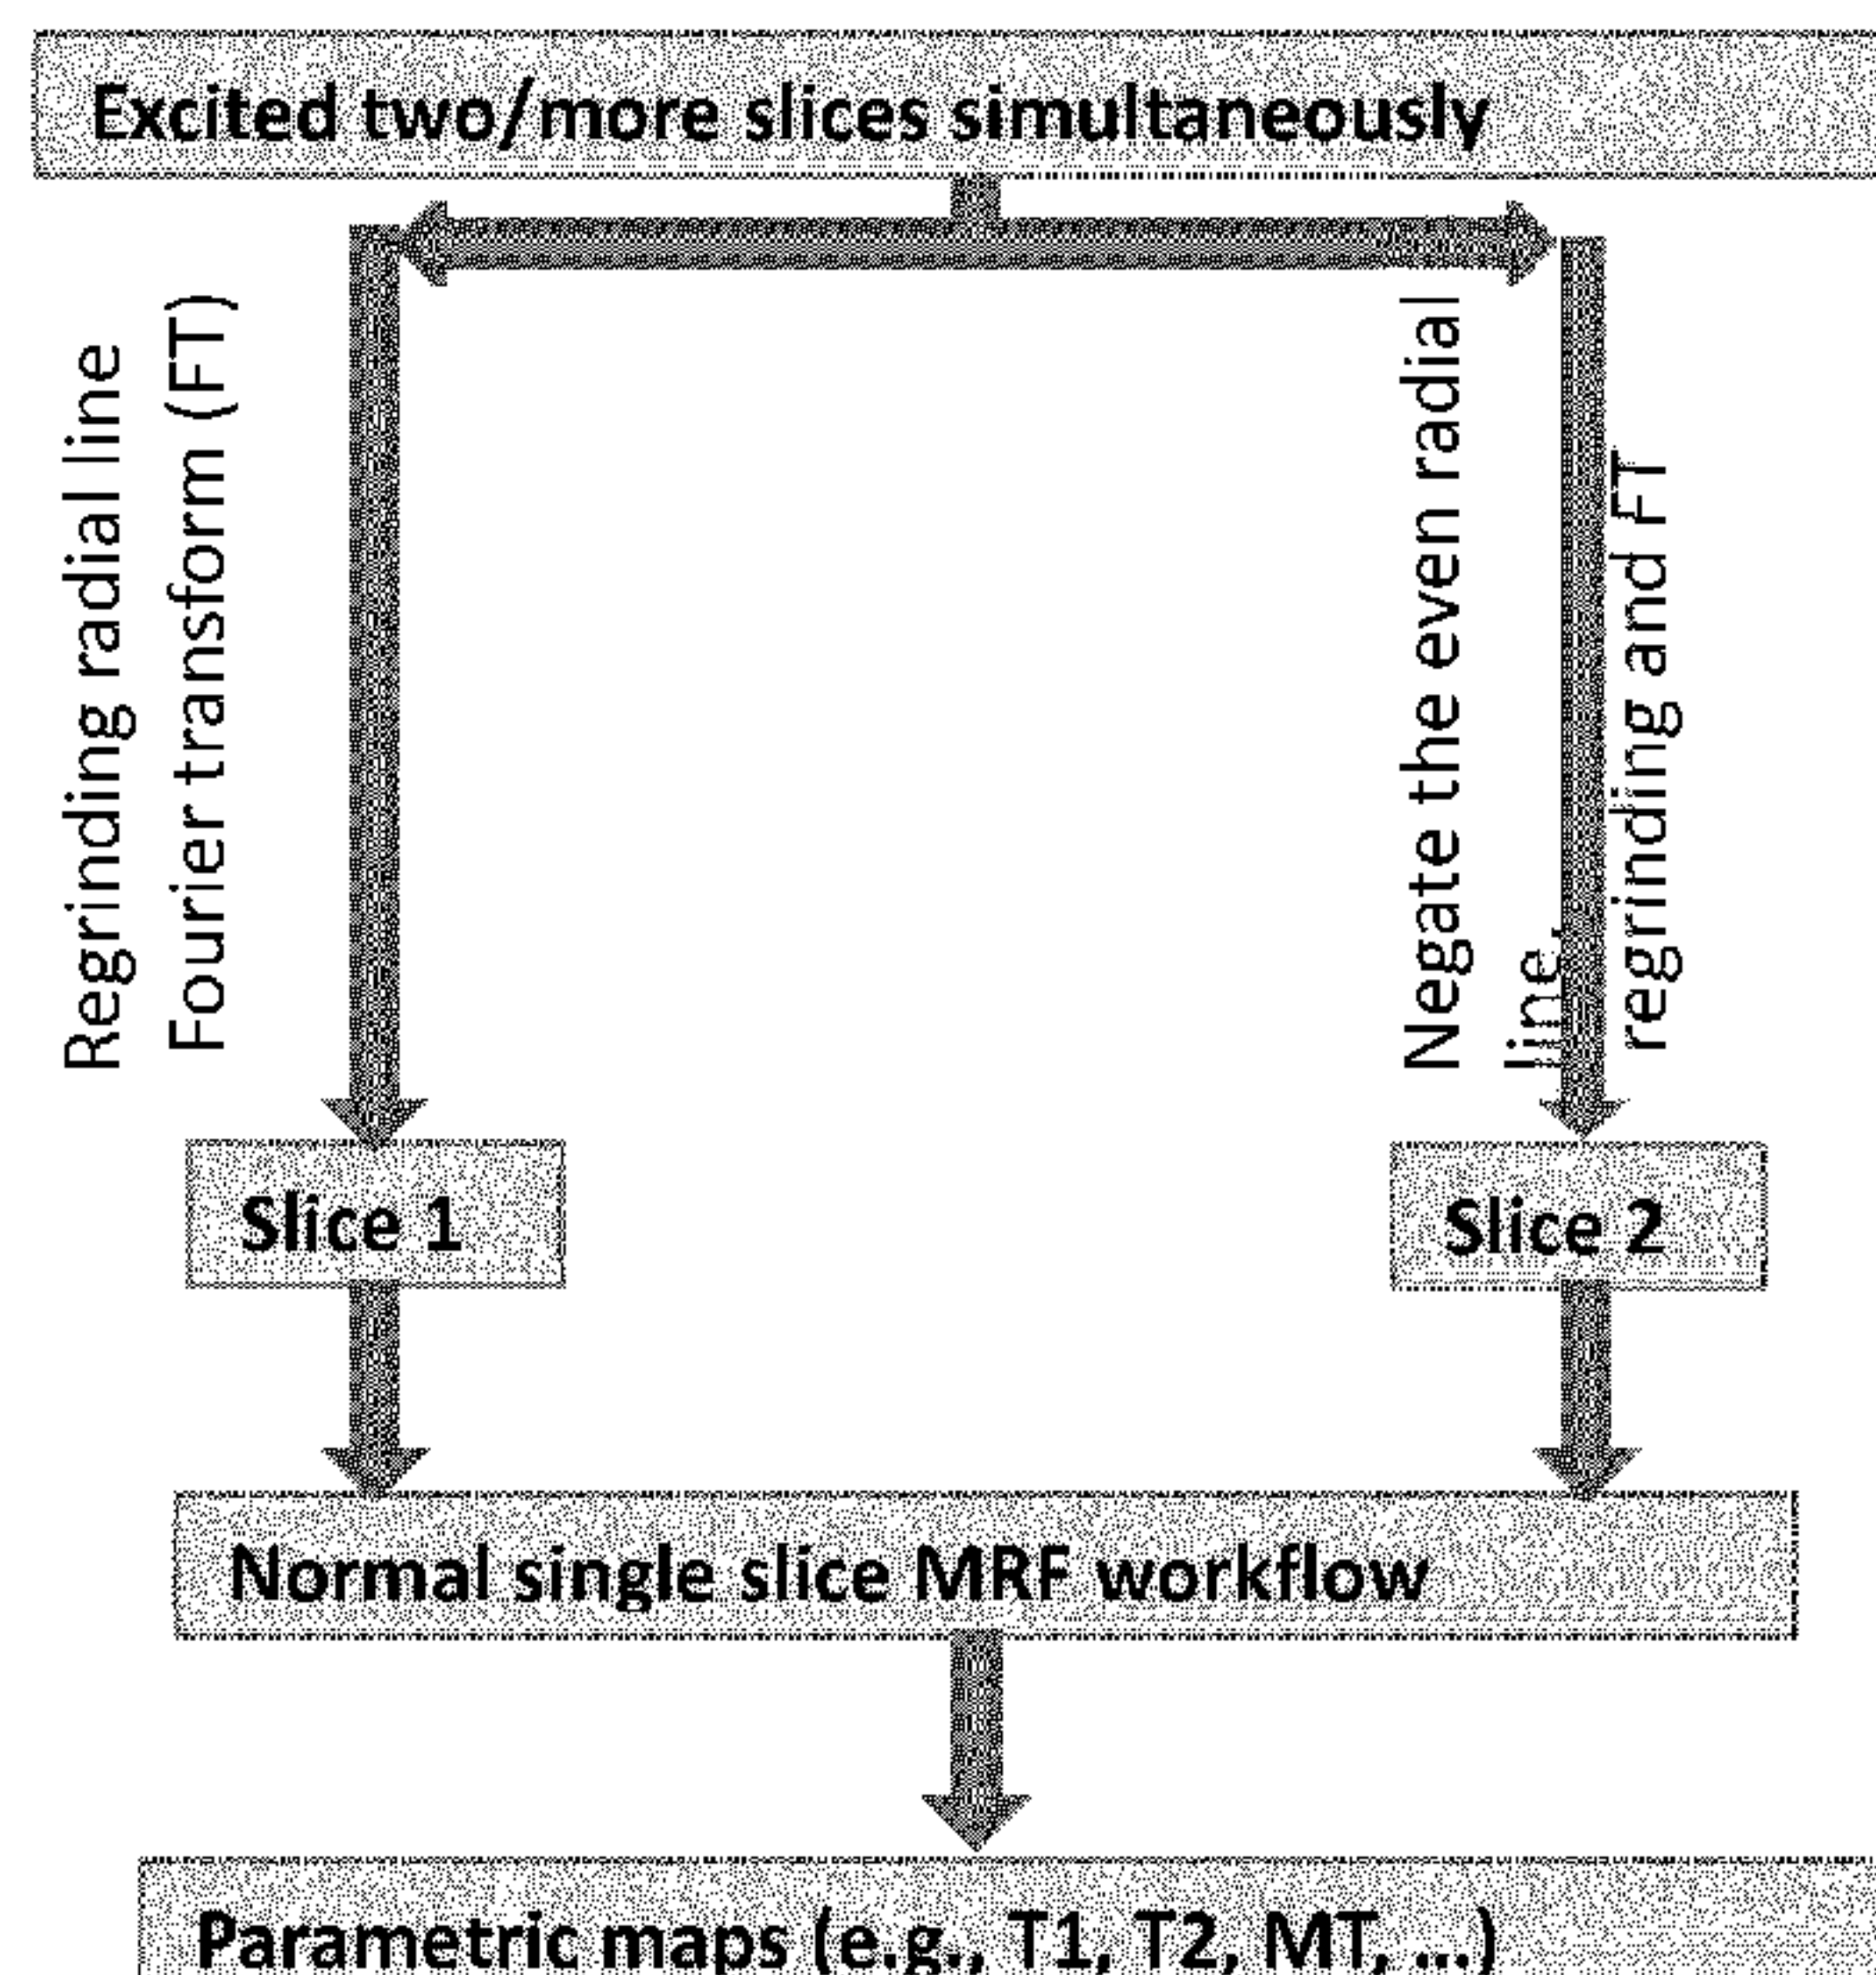 Excited two/more slices simultaneously
Regrinding radial line
Fourier transform (FT)
Negate the even radial
line,
regrinding and FT
Slice 1
Slice 2
Normal single slice MRF workflow
Parametric maps (e.g., T1, T2, MT, ...)